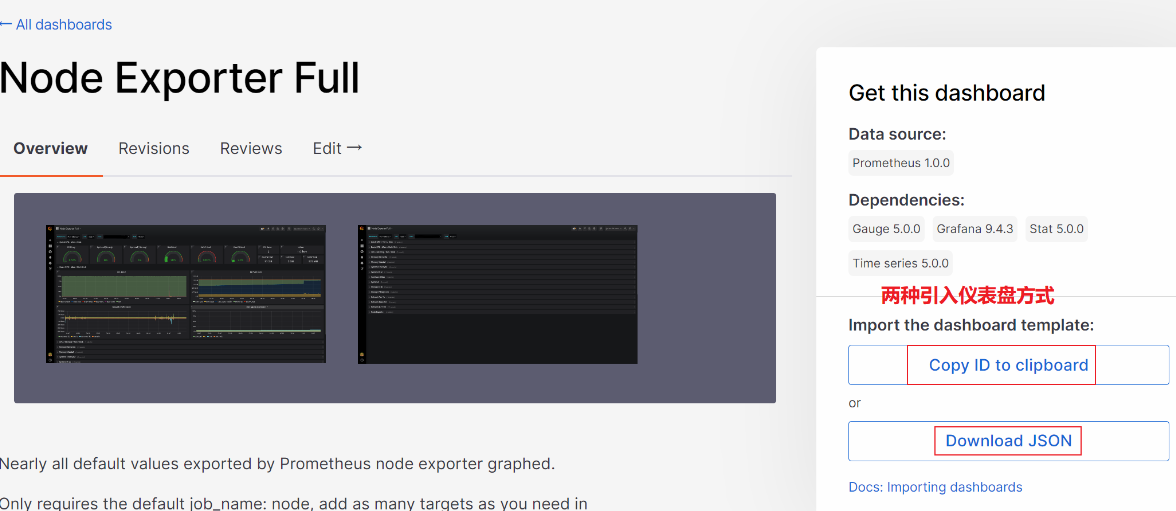 ← All dashboards
Node Exporter Full
Overview
Revisions
Reviews
Edit →
Nearly all default values exported by Prometheus node exporter graphed.
Only requires the default job_name: node, add as many targets as you need in
Get this dashboard
Data source:
Prometheus 1.0.0
Dependencies:
Gauge 5.0.0
Grafana 9.4.3
Stat 5.0.0
Time series 5.0.0
两种引入仪表盘方式
Import the dashboard template:
Copy ID to clipboard
or
Download JSON
Docs: Importing dashboards